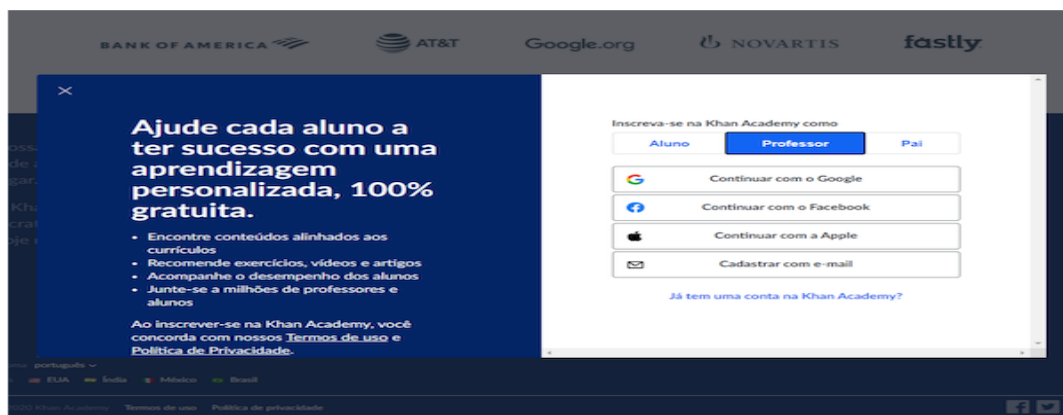 BANK OF AMERICA
AT&T
Google.org
NOVARTIS
fastly
Ajude cada aluno a
ter sucesso com uma
aprendizagem
personalizada, 100%
gratuita.
• Encontre conteúdos alinhados aos
currículos
• Recomende exercícios, vídeos e artigos
• Acompanhe o desempenho dos alunos
• Junte-se a milhões de professores e
alunos
Ao inscrever-se na Khan Academy, você
concorda com nossos Termos de uso e
Política de Privacidade.
Inscreva-se na Khan Academy como
Aluno Professor Pai
Continuar com o Google
Continuar com o Facebook
Continuar com a Apple
Cadastrar com e-mail
Já tem uma conta na Khan Academy?
português
EUA Índia México Brasil
2020 Khan Academy Termos de uso Política de privacidade